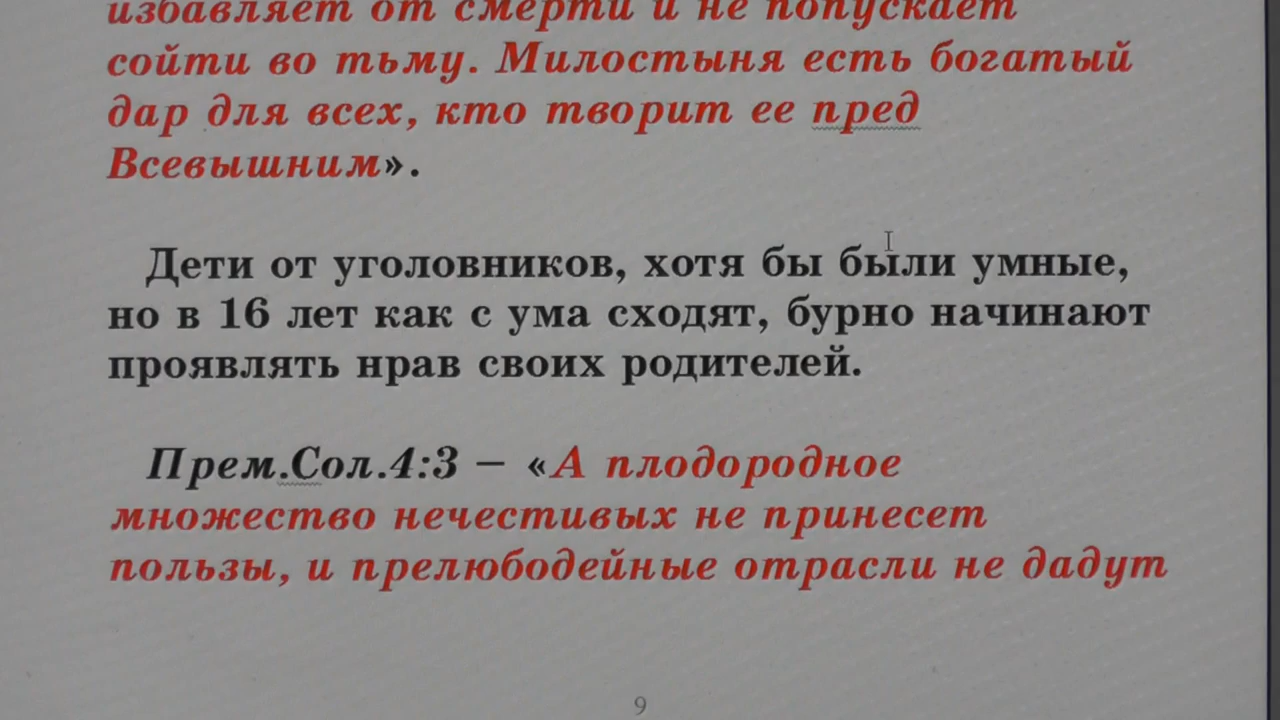 избавляет от смерти и не попускает
сойти во тьму. Милостыня есть богатый
дар для всех, кто творит ее пред
Всевышним».
Дети от уголовников, хотя бы были умные,
но в 16 лет как с ума сходят, бурно начинают
проявлять нрав своих родителей.
Прем.Сол.4:3 – «А плодородное
множество нечестивых не принесет
пользы, и прелюбодейные отрасли не дадут
9